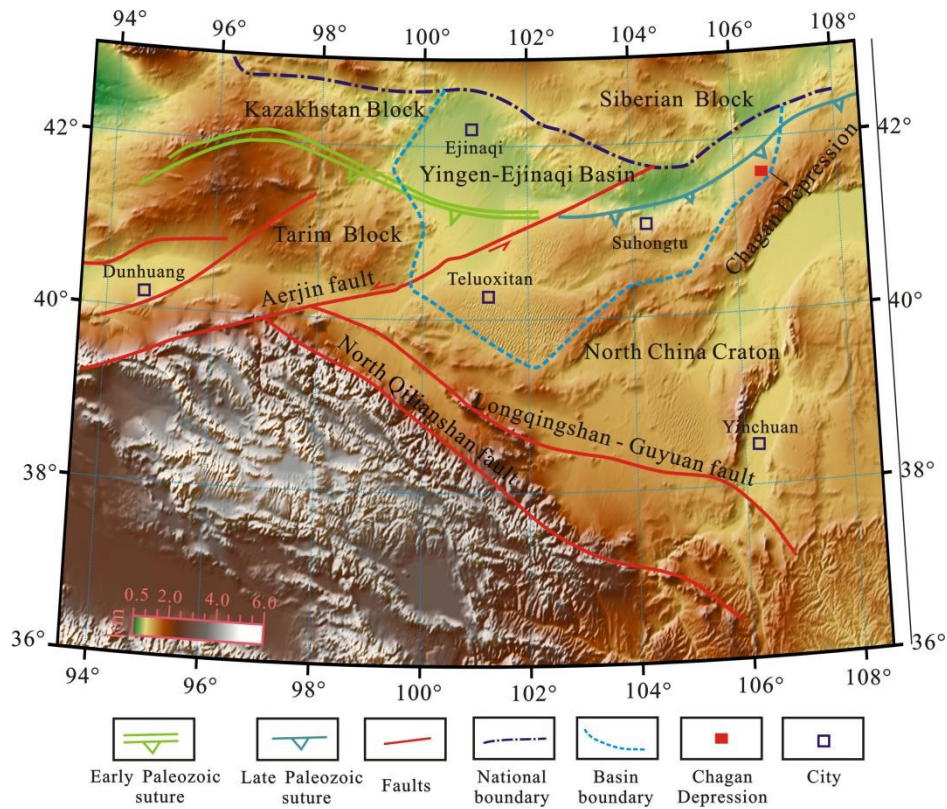 94° 96° 98° 100° 102° 104° 106° 108°
Kazakhstan Block
Siberian Block
42° 42°
Ejinaqi
Yingen-Ejinaqi Basin
Chagan Depression
Tarim Block
Suhongtu
Dunhuang
Teluoxitan
40° 40°
Aerjin fault
North China Craton
North Qilianshan fault
Longqingshan - Guyuan fault
Yinchuan
38° 38°
0.5 2.0 4.0 6.0
km
36° 36°
94° 96° 98° 100° 102° 104° 106° 108°
Early Paleozoic
suture
Late Paleozoic
suture
Faults
National
boundary
Basin
boundary
Chagan
Depression
City